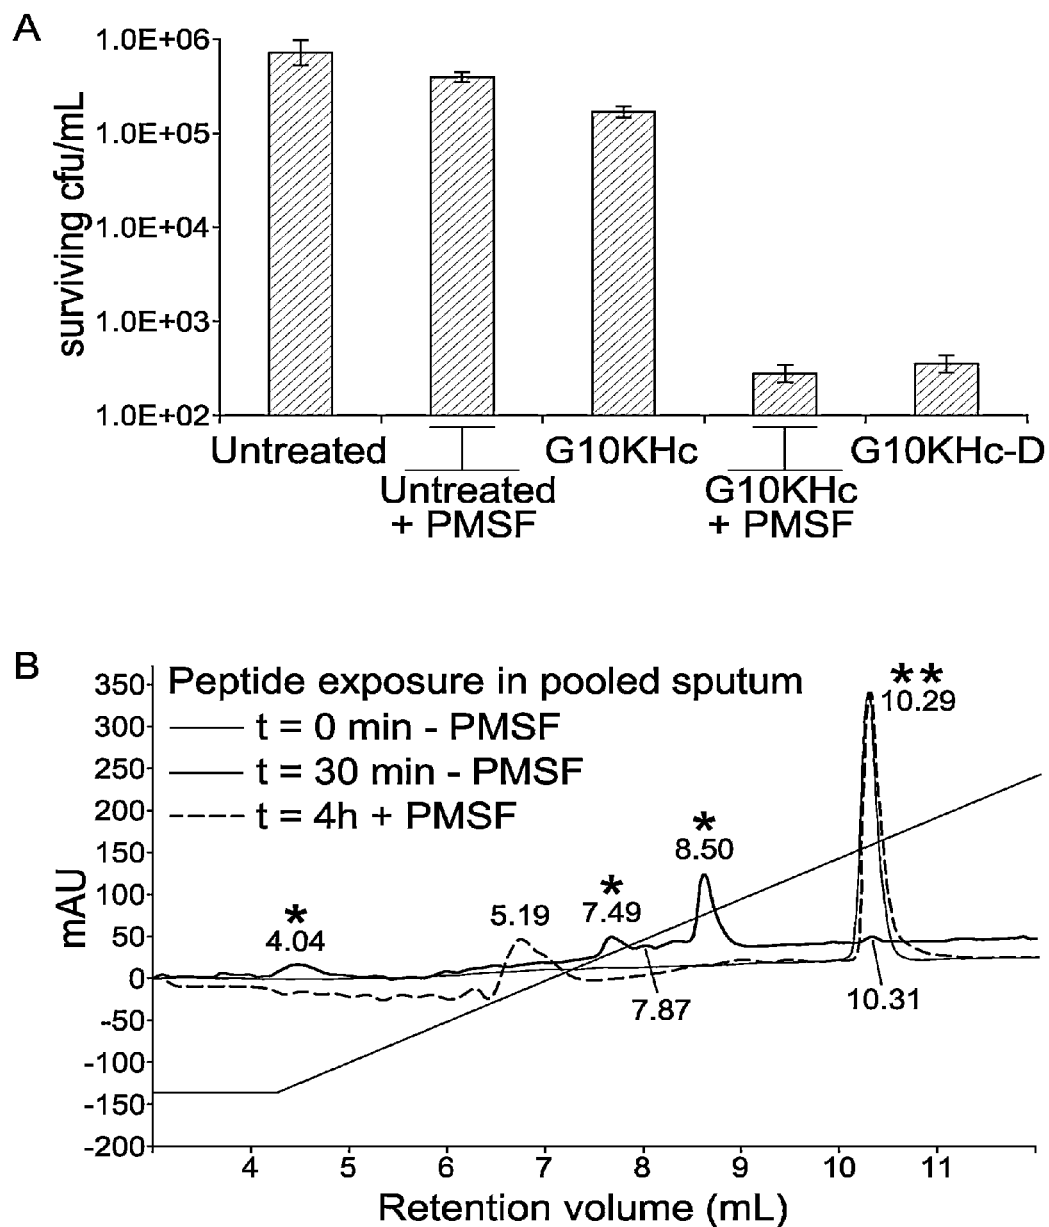 A
surviving cfu/mL
1.0E+06
1.0E+05
1.0E+04
1.0E+03
1.0E+02
Untreated
Untreated
+ PMSF
G10KHc
G10KHc
+ PMSF
G10KHc-D
B
Peptide exposure in pooled sputum
t = 0 min - PMSF
t = 30 min - PMSF
t = 4h + PMSF
mAU
350
300
250
200
150
100
50
0
-50
-100
-150
-200
*
4.04
5.19
*
7.49
7.87
*
8.50
**
10.29
10.31
4 5 6 7 8 9 10 11
Retention volume (mL)